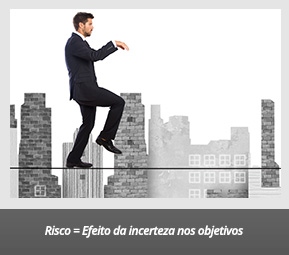 Risco = Efeito da incerteza nos objetivos